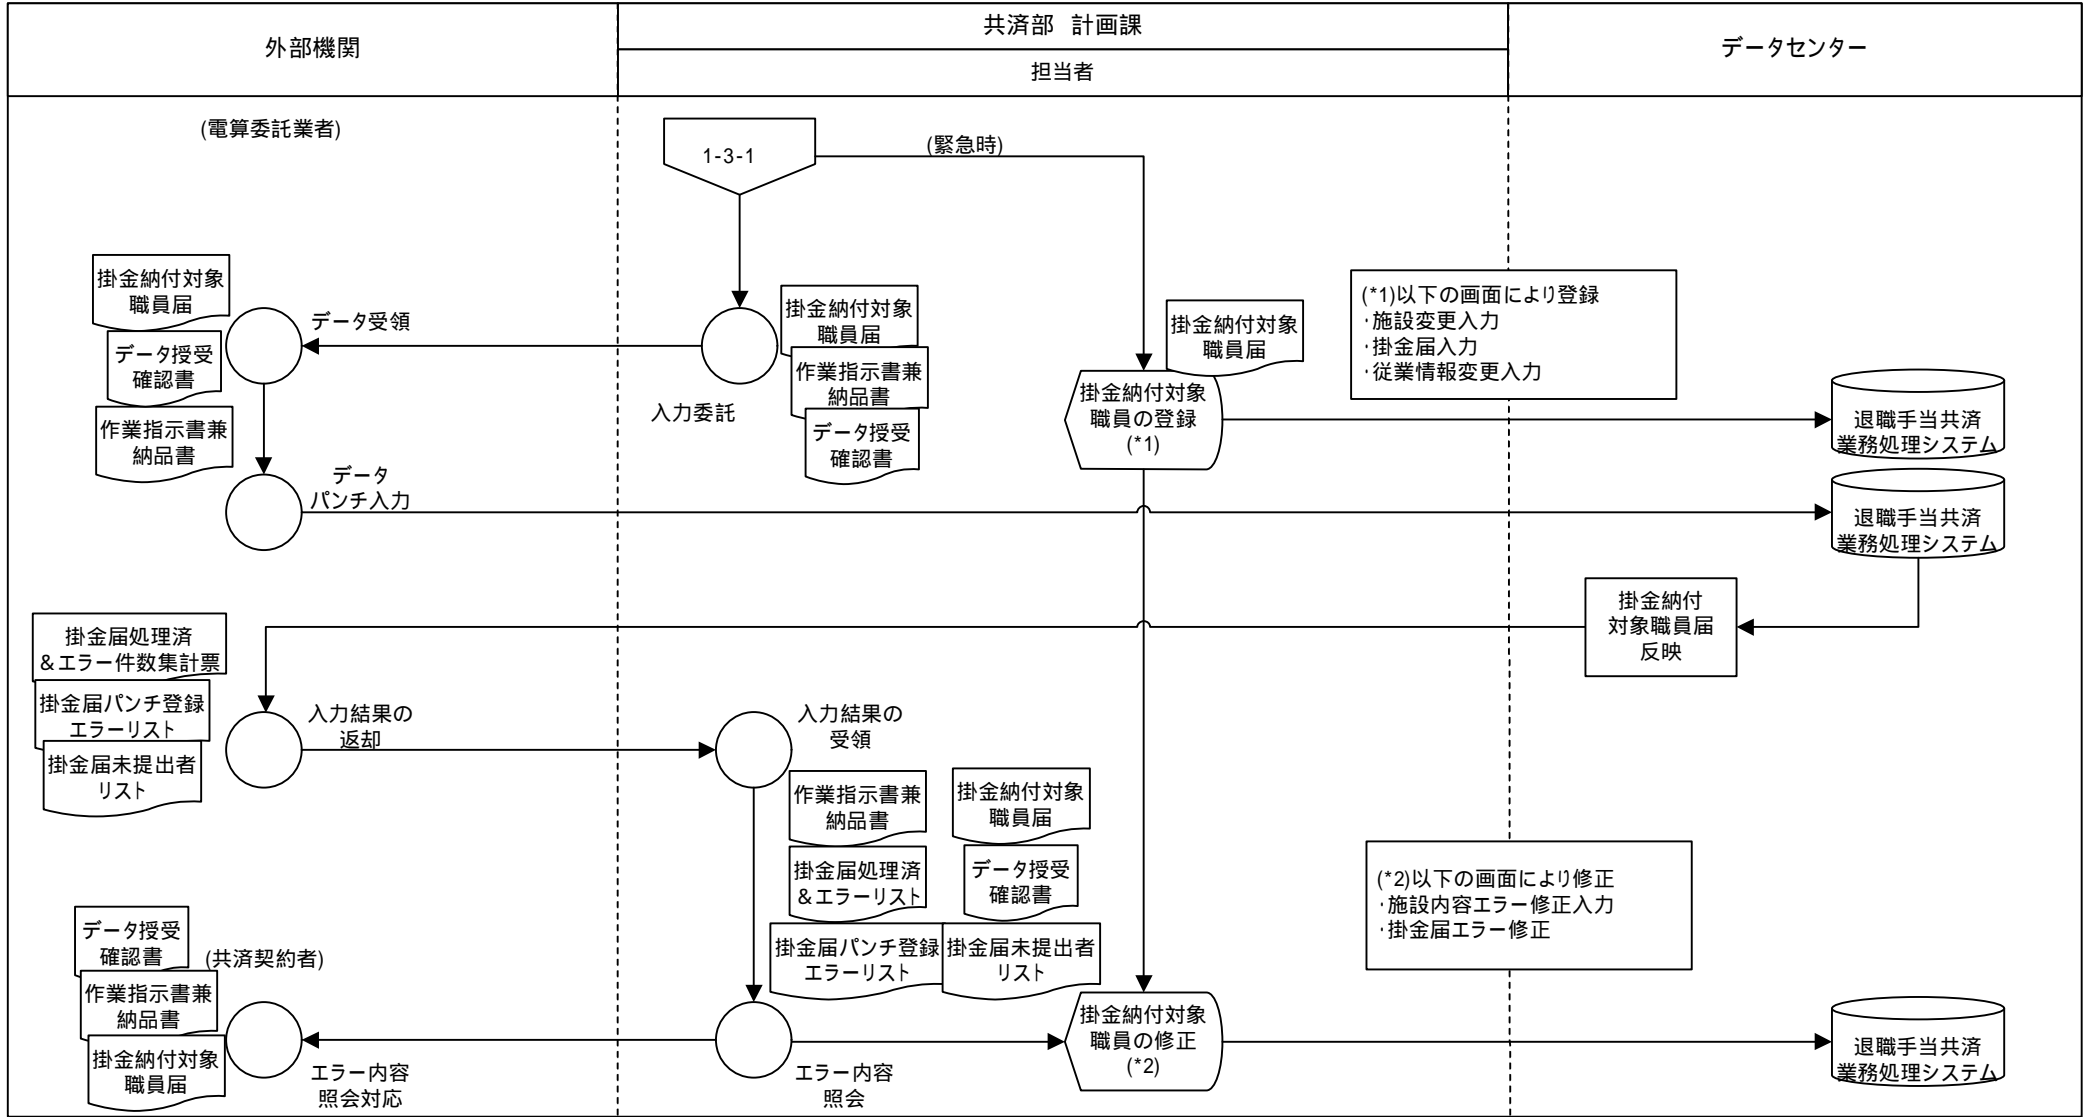 外部機関
共済部 計画課
担当者
データセンター
(電算委託業者)
1-3-1
(緊急時)
掛金納付対象
職員届
データ授受
確認書
作業指示書兼
納品書
データ受領
データ
パンチ入力
入力委託
掛金納付対象
職員届
作業指示書兼
納品書
データ授受
確認書
掛金納付対象
職員届
掛金納付対象
職員の登録
(*1)
(*1)以下の画面により登録
・施設変更入力
・掛金届入力
・従業情報変更入力
退職手当共済
業務処理システム
退職手当共済
業務処理システム
掛金納付
対象職員届
反映
掛金届処理済
&エラー件数集計票
掛金届パンチ登録
エラーリスト
掛金届未提出者
リスト
入力結果の
返却
入力結果の
受領
作業指示書兼
納品書
掛金納付対象
職員届
掛金届処理済
&エラーリスト
データ授受
確認書
掛金届パンチ登録
エラーリスト
掛金届未提出者
リスト
(*2)以下の画面により修正
・施設内容エラー修正入力
・掛金届エラー修正
データ授受
確認書
作業指示書兼
納品書
掛金納付対象
職員届
(共済契約者)
エラー内容
照会対応
エラー内容
照会
掛金納付対象
職員の修正
(*2)
退職手当共済
業務処理システム